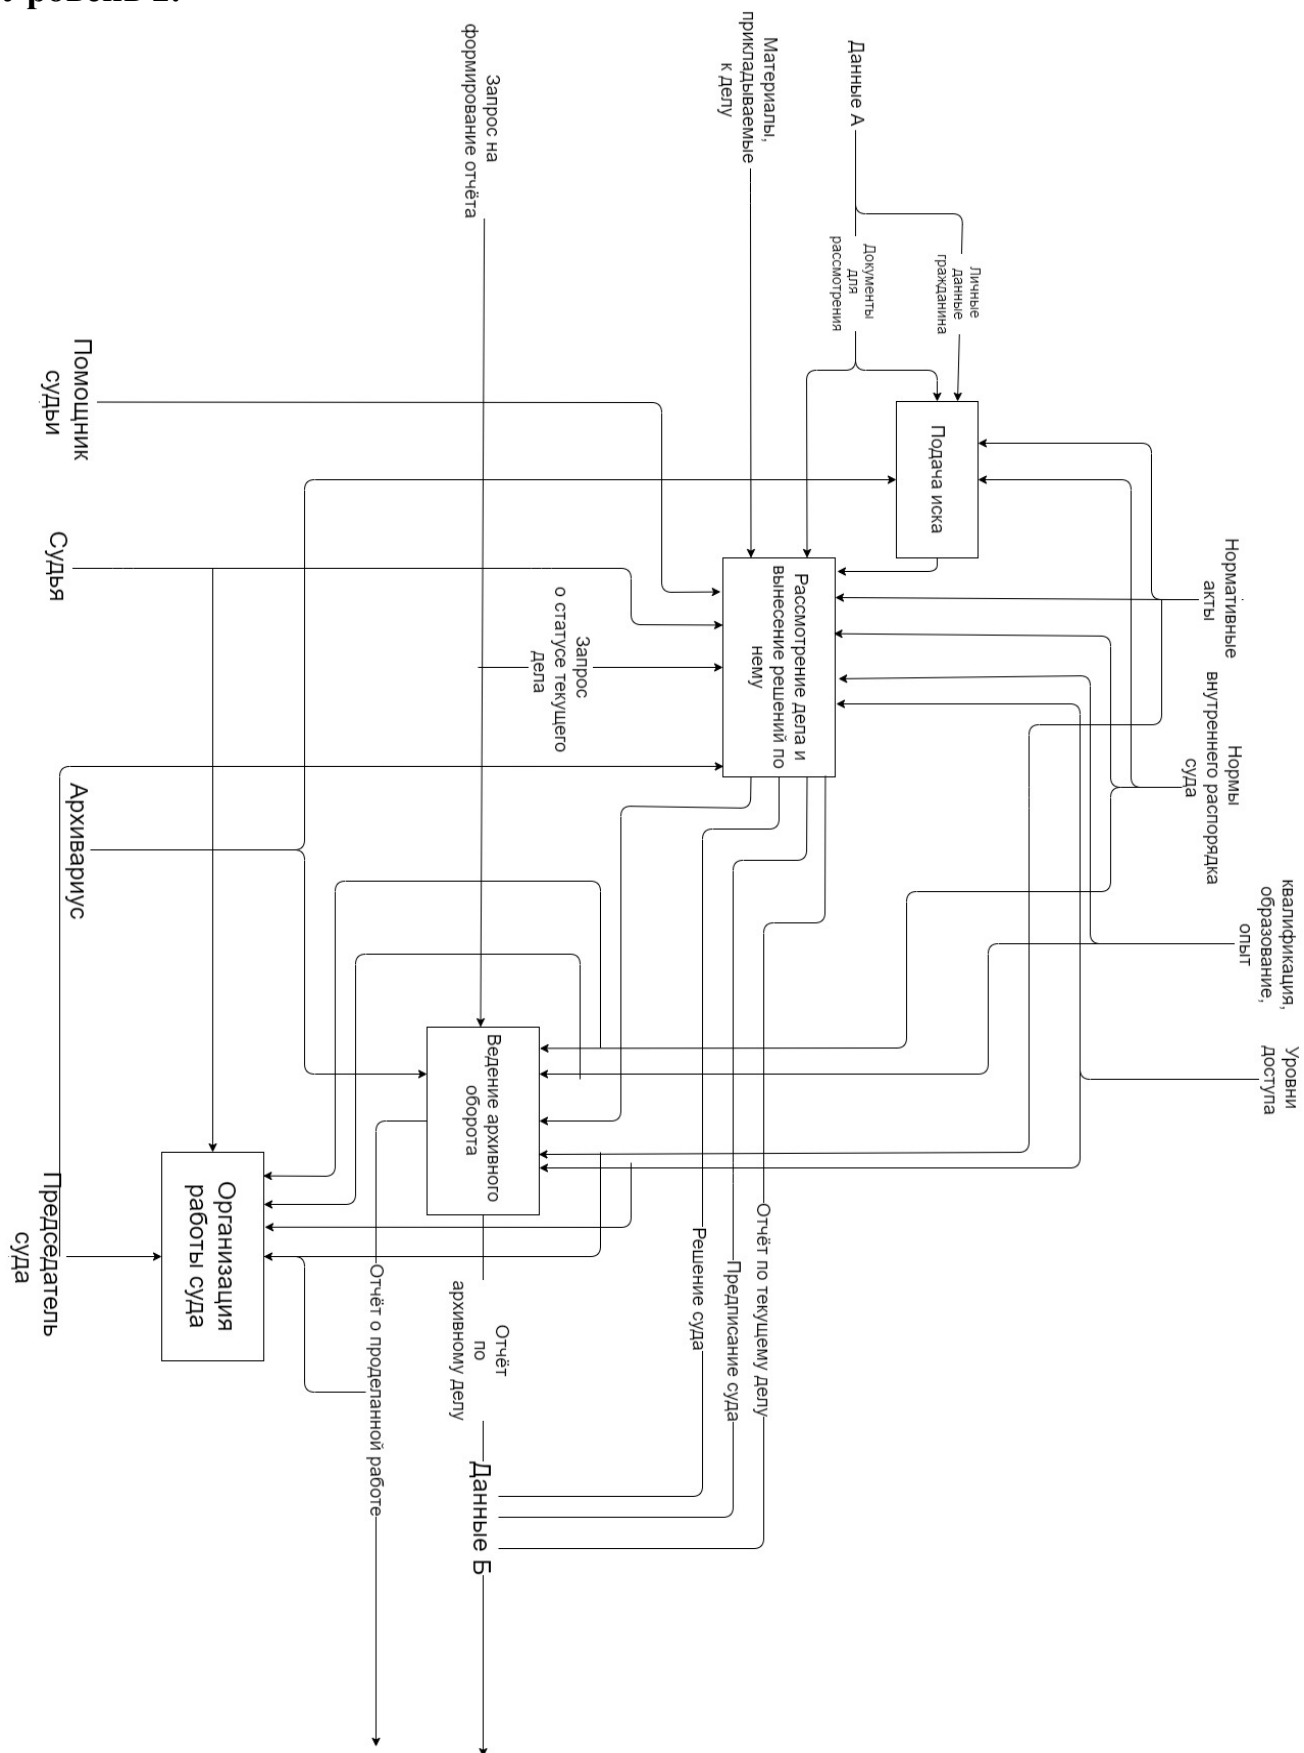 Нормативные
акты
Нормы
внутреннего распорядка
суда
квалификация,
образование,
опыт
Уровни
доступа
Данные А
Личные
данные
гражданина
Документы
для
рассмотрения
Подача иска
Материалы,
прикладываемые
к делу
Рассмотрение дела и
вынесение решений по
нему
Отчёт по текущему делу
Предписание суда
Решение суда
Запрос
о статусе текущего
дела
Запрос на
формирование отчёта
Ведение архивного
оборота
Отчёт
по
архивному делу
Данные Б
Отчёт о проделанной работе
Организация
работы суда
Помощник
судьи
Судья
Архивариус
Председатель
суда